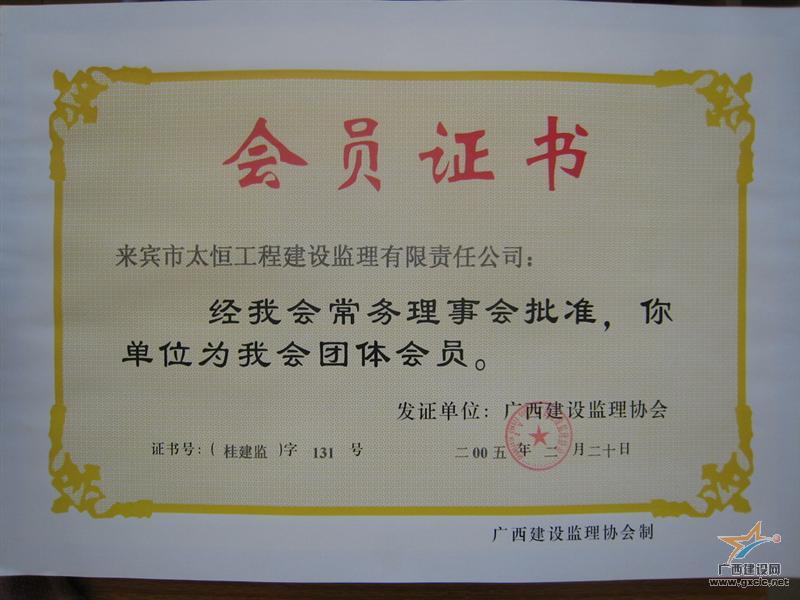 会员证书
来宾市太恒工程建设监理有限责任公司：
经我会常务理事会批准，你
单位为我会团体会员。
发证单位：广西建设监理协会
证书号：（桂建监）字 131 号
二00五年二月二十日
广西建设监理协会制
广西建设网
www.gxcic.net